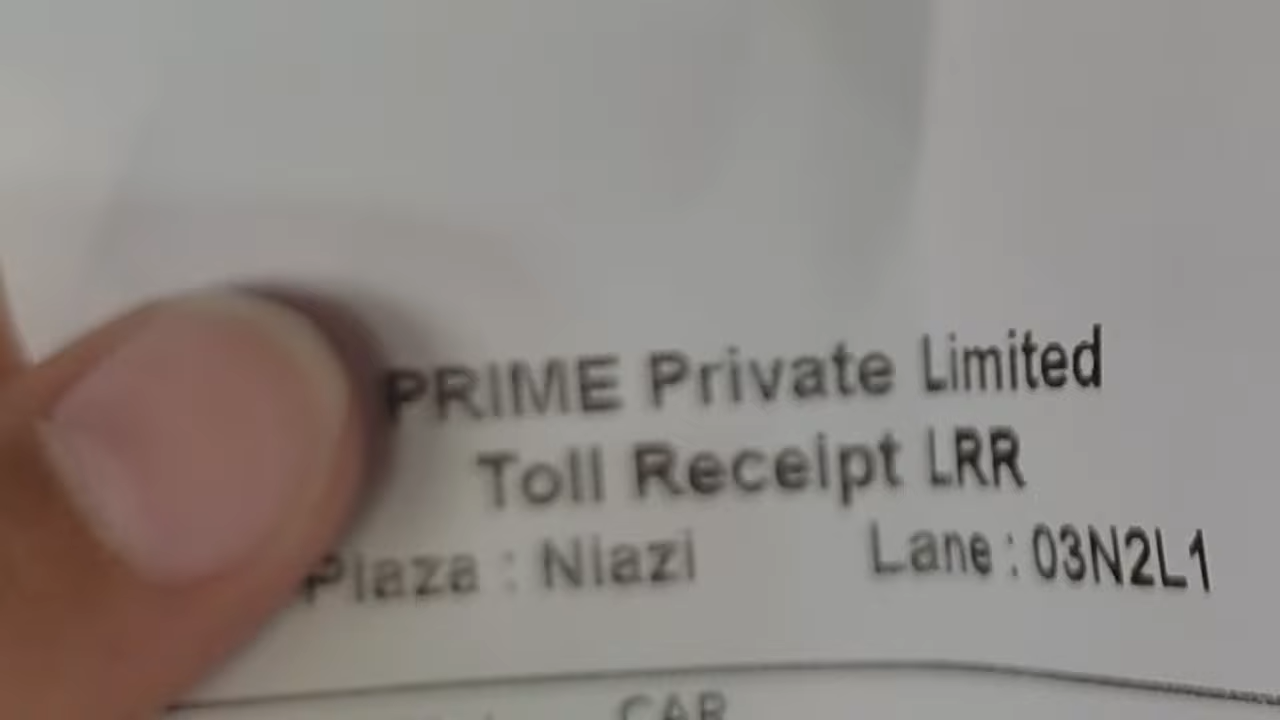 PRIME Private Limited
Toll Receipt LRR
Plaza : Niazi Lane : 03N2L1
CAR